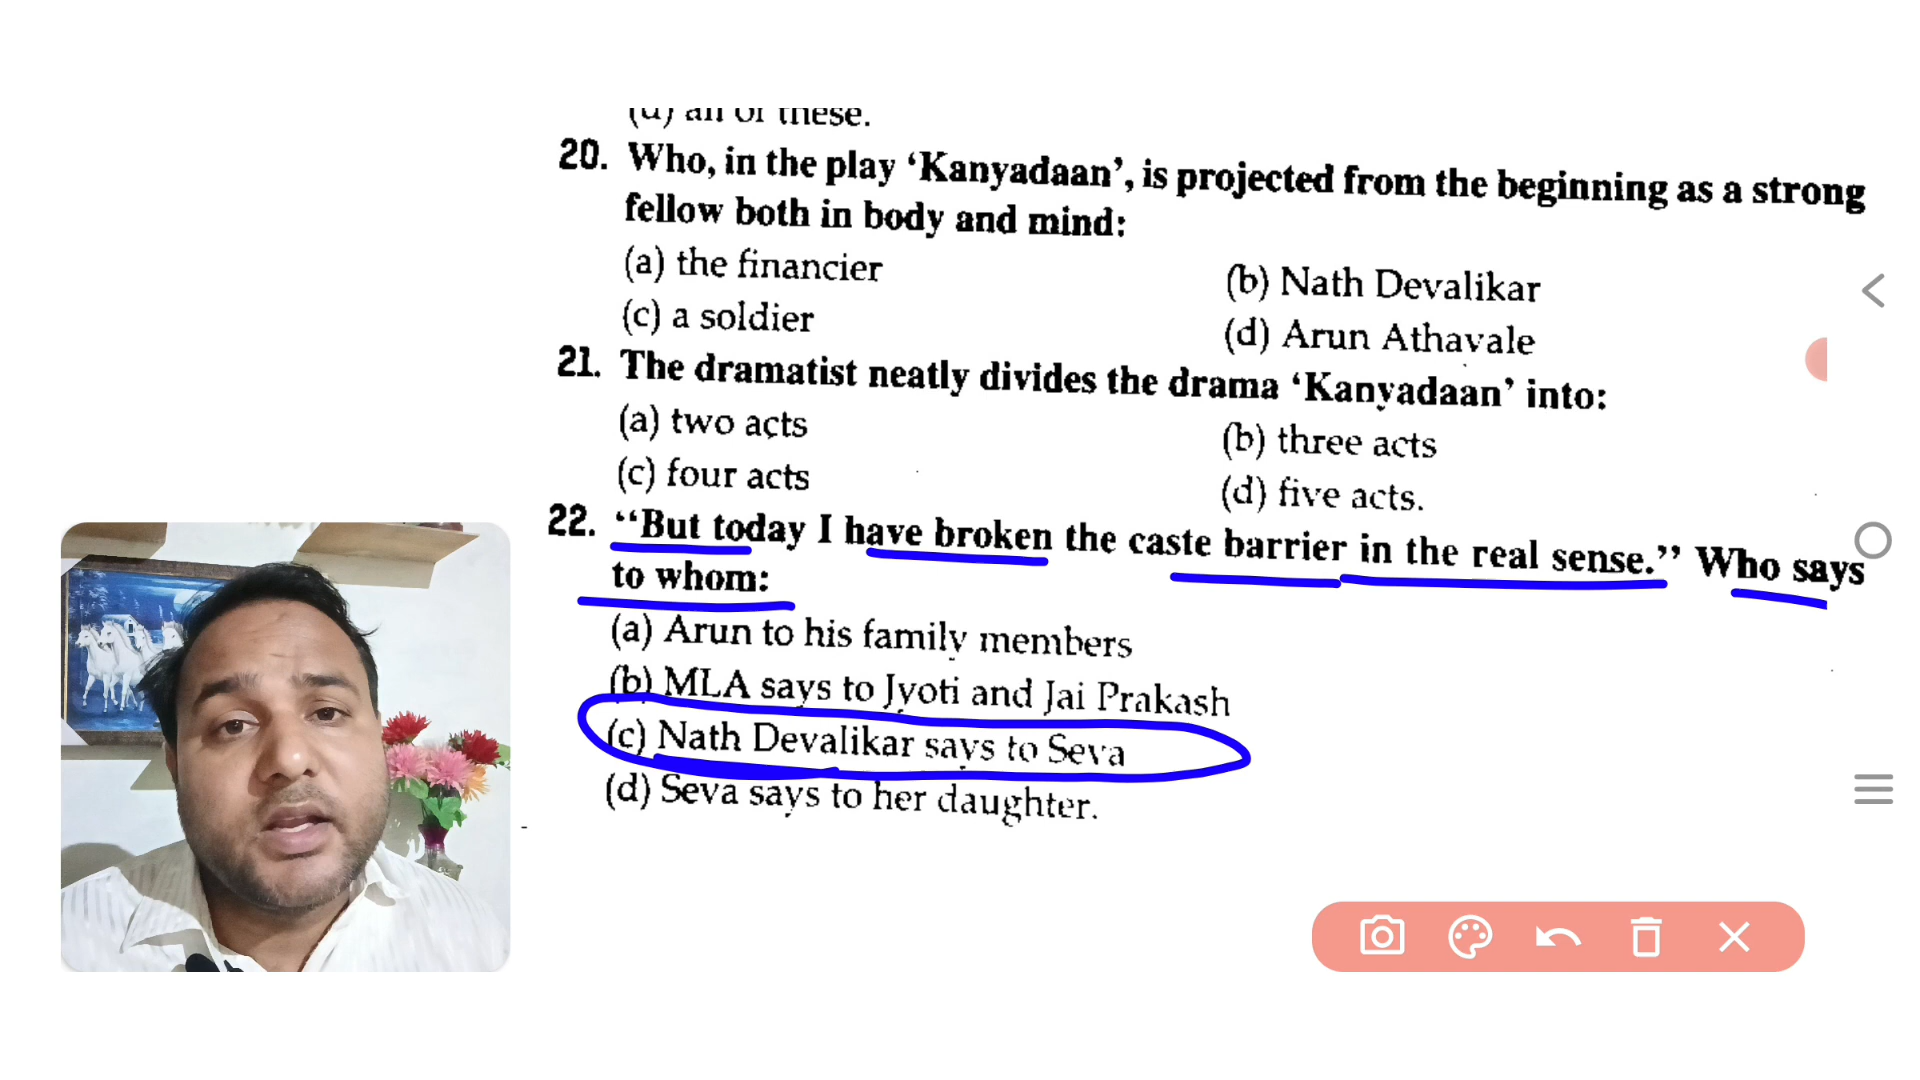 (d) all of these.
20. Who, in the play ‘Kanyadaan’, is projected from the beginning as a strong
fellow both in body and mind:
(a) the financier
(b) Nath Devalikar
(c) a soldier
(d) Arun Athavale
21. The dramatist neatly divides the drama ‘Kanyadaan’ into:
(a) two acts
(b) three acts
(c) four acts
(d) five acts.
22. “But today I have broken the caste barrier in the real sense.” Who says
to whom:
(a) Arun to his family members
(b) MLA says to Jyoti and Jai Prakash
(c) Nath Devalikar says to Seva
(d) Seva says to her daughter.